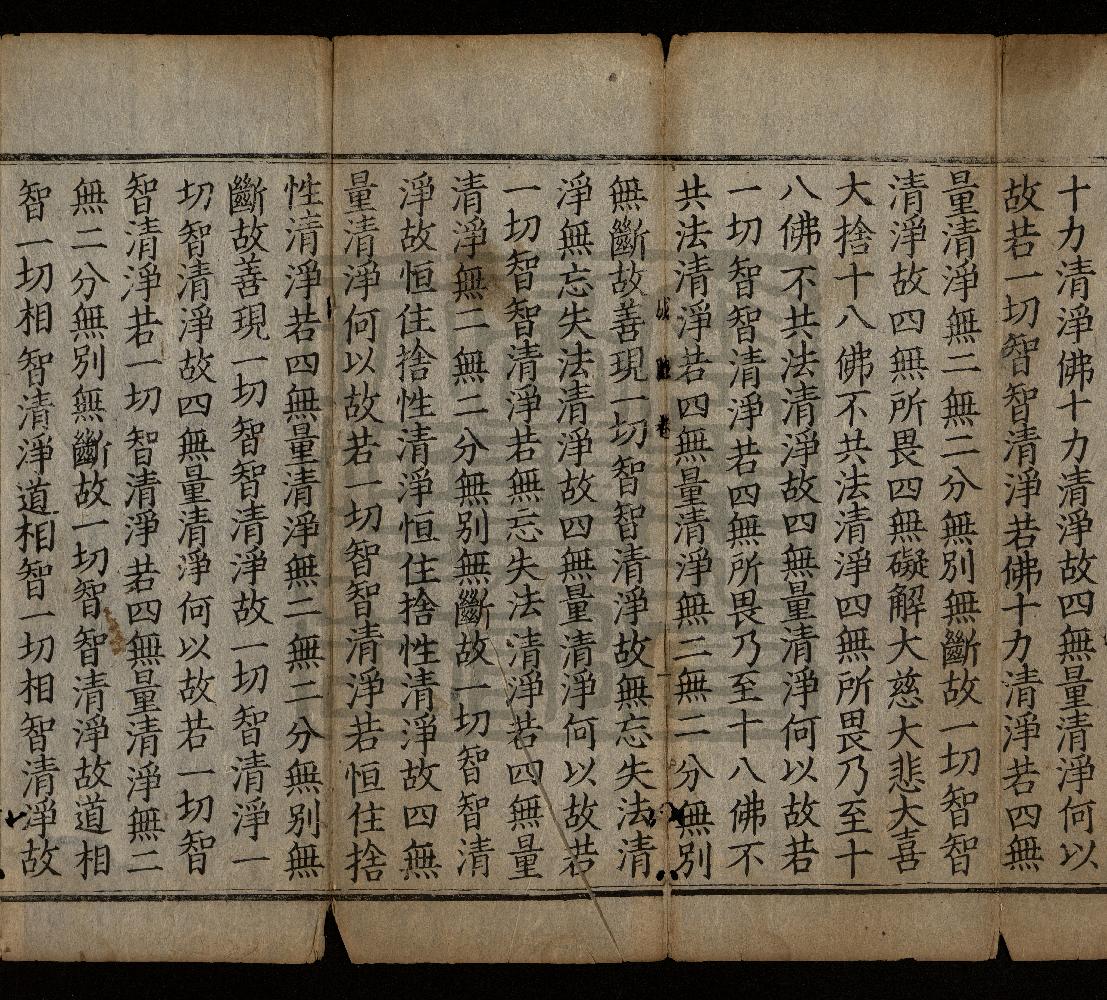 十力清淨佛十力清淨故四無量清淨何以
故若一切智智清淨若佛十力清淨若四無
量清淨無二無二分無別無斷故一切智智
清淨故四無所畏四無礙解大慈大悲大喜
大捨十八佛不共法清淨四無所畏乃至十
八佛不共法清淨故四無量清淨何以故若
一切智智清淨若四無所畏乃至十八佛不
共法清淨若四無量清淨無二無二分無別
無斷故善現一切智智清淨故無忘失法清
淨無忘失法清淨故四無量清淨何以故若
一切智智清淨若無忘失法清淨若四無量
清淨無二無二分無別無斷故一切智智清
淨故恒住捨性清淨恒住捨性清淨故四無
量清淨何以故若一切智智清淨若恒住捨
性清淨若四無量清淨無二無二分無別無
斷故善現一切智智清淨故一切智清淨一
切智清淨故四無量清淨何以故若一切智
智清淨若一切智清淨若四無量清淨無二
無二分無別無斷故一切智智清淨故道相
智一切相智清淨道相智一切相智清淨故